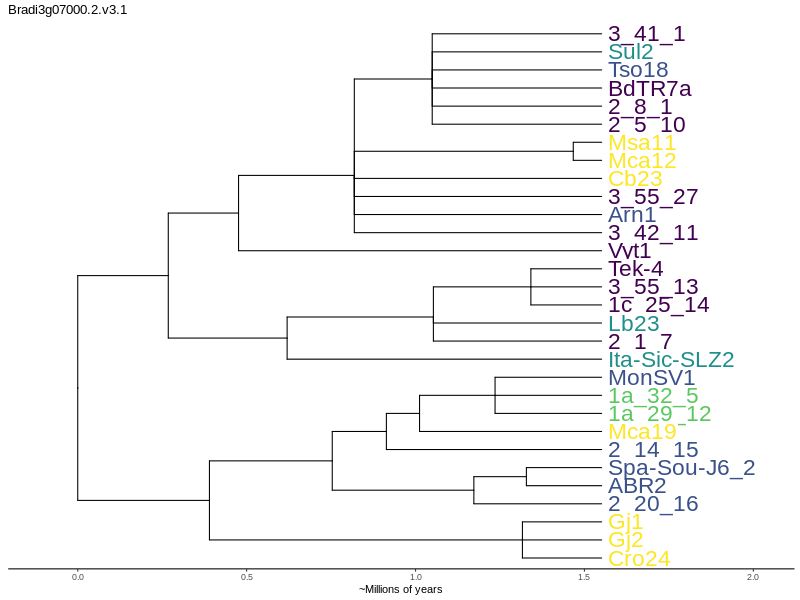 Bradi3g07000.2.v3.1
3_41_1
Sul2
Tso18
BdTR7a
2_8_1
2_5_10
Msa11
Mca12
Cb23
3_55_27
Arn1
3_42_11
Vyt1
Tek-4
3_55_13
1c_25_14
Lb23
2_1_7
Ita-Sic-SLZ2
MonSV1
1a_32_5
1a_29_12
Mca19
2_14_15
Spa-Sou-J6_2
ABR2
2_20_16
Gj1
Gj2
Cro24
0.0 0.5 1.0 1.5 2.0
~Millions of years